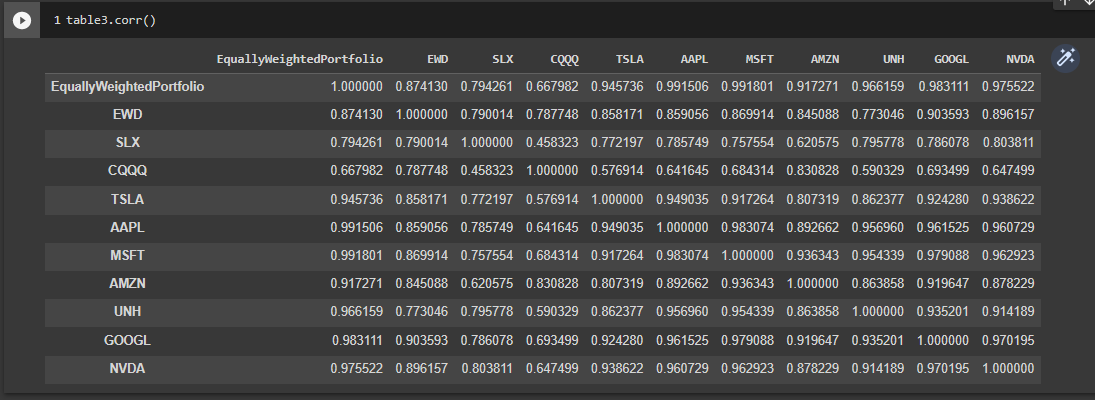 1 table3.corr()
EquallyWeightedPortfolio EWD SLX CQQQ TSLA AAPL MSFT AMZN UNH GOOGL NVDA
EquallyWeightedPortfolio 1.000000 0.874130 0.794261 0.667982 0.945736 0.991506 0.991801 0.917271 0.966159 0.983111 0.975522
EWD 0.874130 1.000000 0.790014 0.787748 0.858171 0.859056 0.869914 0.845088 0.773046 0.903593 0.896157
SLX 0.794261 0.790014 1.000000 0.458323 0.772197 0.785749 0.757554 0.620575 0.795778 0.786078 0.803811
CQQQ 0.667982 0.787748 0.458323 1.000000 0.576914 0.641645 0.684314 0.830828 0.590329 0.693499 0.647499
TSLA 0.945736 0.858171 0.772197 0.576914 1.000000 0.949035 0.917264 0.807319 0.862377 0.924280 0.938622
AAPL 0.991506 0.859056 0.785749 0.641645 0.949035 1.000000 0.983074 0.892662 0.956960 0.961525 0.960729
MSFT 0.991801 0.869914 0.757554 0.684314 0.917264 0.983074 1.000000 0.936343 0.954339 0.979088 0.962923
AMZN 0.917271 0.845088 0.620575 0.830828 0.807319 0.892662 0.936343 1.000000 0.863858 0.919647 0.878229
UNH 0.966159 0.773046 0.795778 0.590329 0.862377 0.956960 0.954339 0.863858 1.000000 0.935201 0.914189
GOOGL 0.983111 0.903593 0.786078 0.693499 0.924280 0.961525 0.979088 0.919647 0.935201 1.000000 0.970195
NVDA 0.975522 0.896157 0.803811 0.647499 0.938622 0.960729 0.962923 0.878229 0.914189 0.970195 1.000000